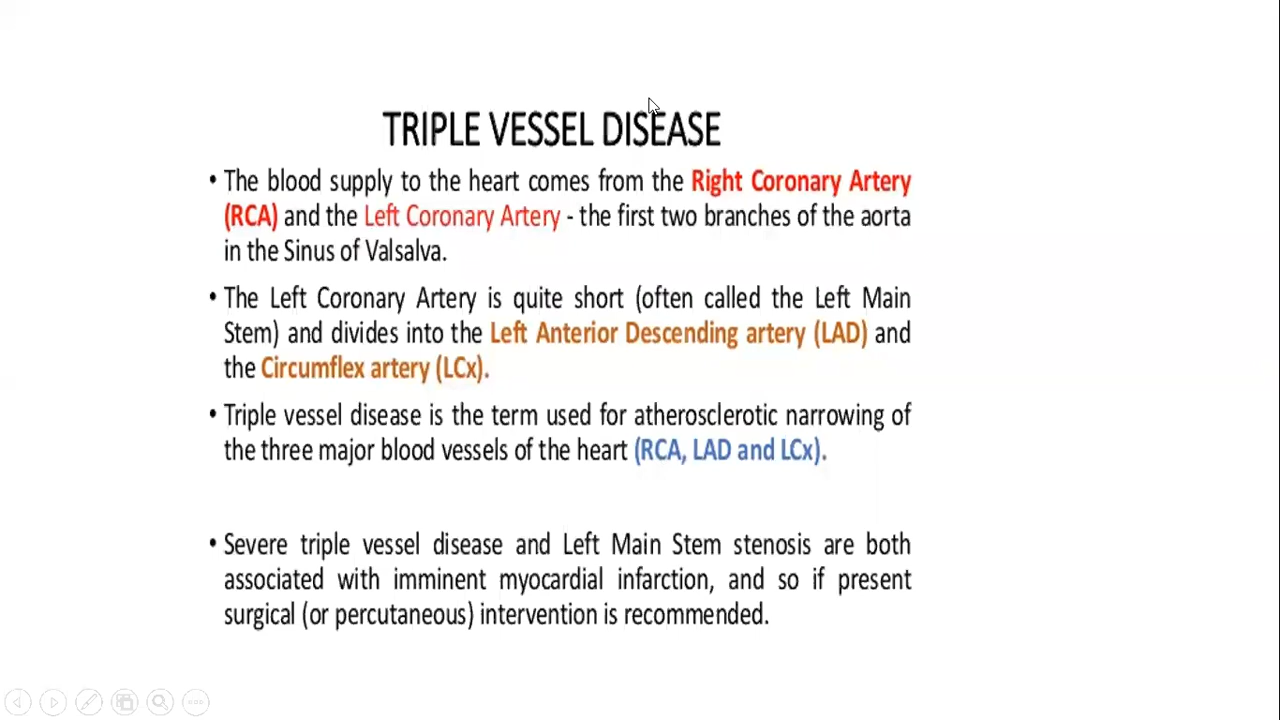 TRIPLE VESSEL DISEASE
• The blood supply to the heart comes from the Right Coronary Artery
(RCA) and the Left Coronary Artery - the first two branches of the aorta
in the Sinus of Valsalva.
• The Left Coronary Artery is quite short (often called the Left Main
Stem) and divides into the Left Anterior Descending artery (LAD) and
the Circumflex artery (LCx).
• Triple vessel disease is the term used for atherosclerotic narrowing of
the three major blood vessels of the heart (RCA, LAD and LCx).
• Severe triple vessel disease and Left Main Stem stenosis are both
associated with imminent myocardial infarction, and so if present
surgical (or percutaneous) intervention is recommended.